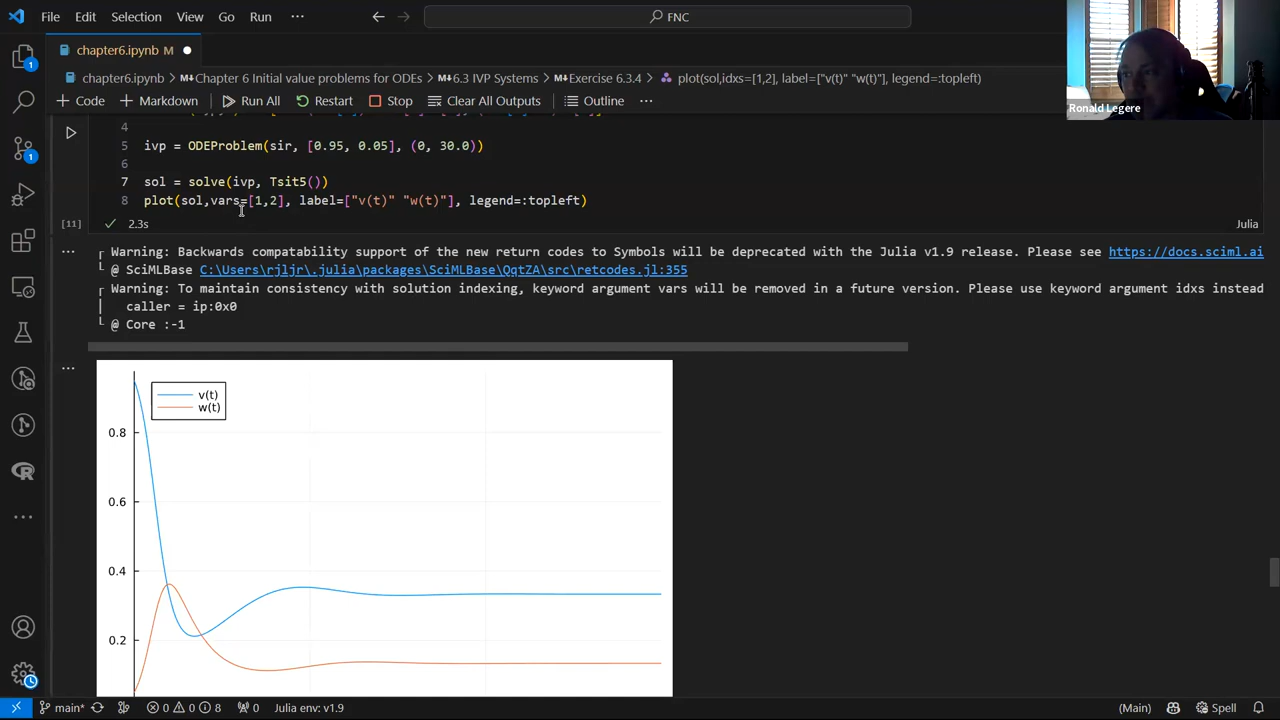 File Edit Selection View Go Run ···
FNC
chapter6.ipynb M
chapter6.ipynb > Chapter 6 Initial value problems for > 6.3 IVP Systems > plot(sol,idxs=[1,2], label=["v(t)" "w(t)"], legend=:topleft)
Code Markdown Run All Restart Clear All Outputs Outline ···
Ronald Legere
4
5 ivp = ODEProblem(sir, [0.95, 0.05], (0, 30.0))
6
7 sol = solve(ivp, Tsit5())
8 plot(sol,vars=[1,2], label=["v(t)" "w(t)"], legend=:topleft)
[11] 2.3s Julia
Warning: Backwards compatability support of the new return codes to Symbols will be deprecated with the Julia v1.9 release. Please see https://docs.sciml.ai
@ SciMLBase C:\Users\rjljr\.julia\packages\SciMLBase\QqtZA\src\retcodes.jl:355
Warning: To maintain consistency with solution indexing, keyword argument vars will be removed in a future version. Please use keyword argument idxs instead
caller = ip:0x0
@ Core :-1
v(t)
w(t)
0.8
0.6
0.4
0.2
main* 0 0 8 0 Julia env: v1.9 (Main) Spell